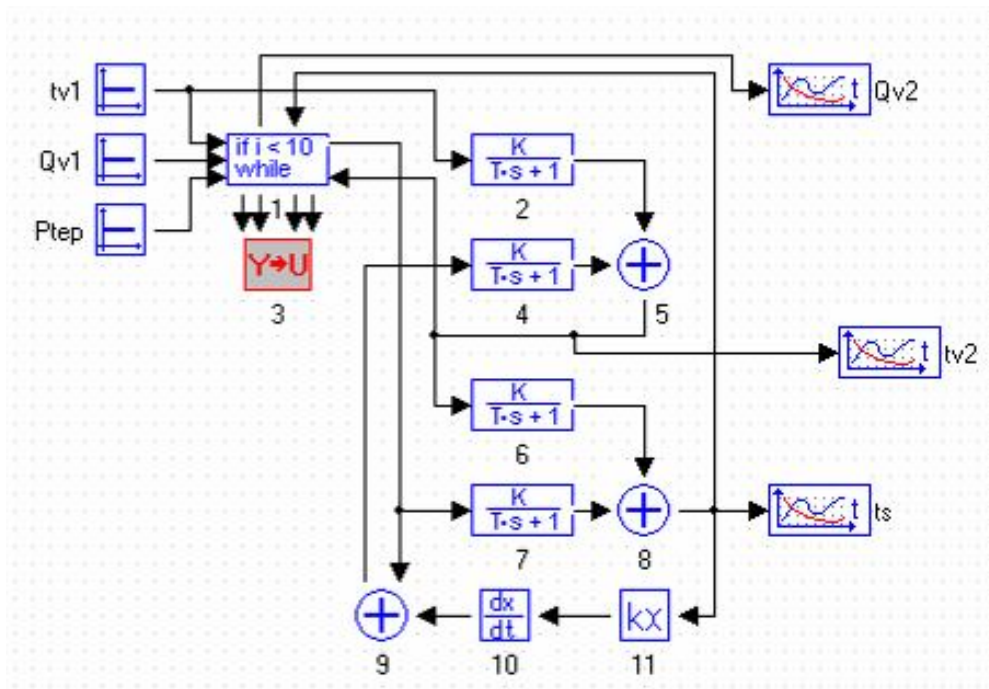 tv1
Qv1
Ptep
if i < 10
while
1
Y→U
3
K
T·s + 1
2
K
T·s + 1
4
5
K
T·s + 1
6
K
T·s + 1
7
8
9
dx
dt
10
kx
11
t
Qv2
t
tv2
t
ts